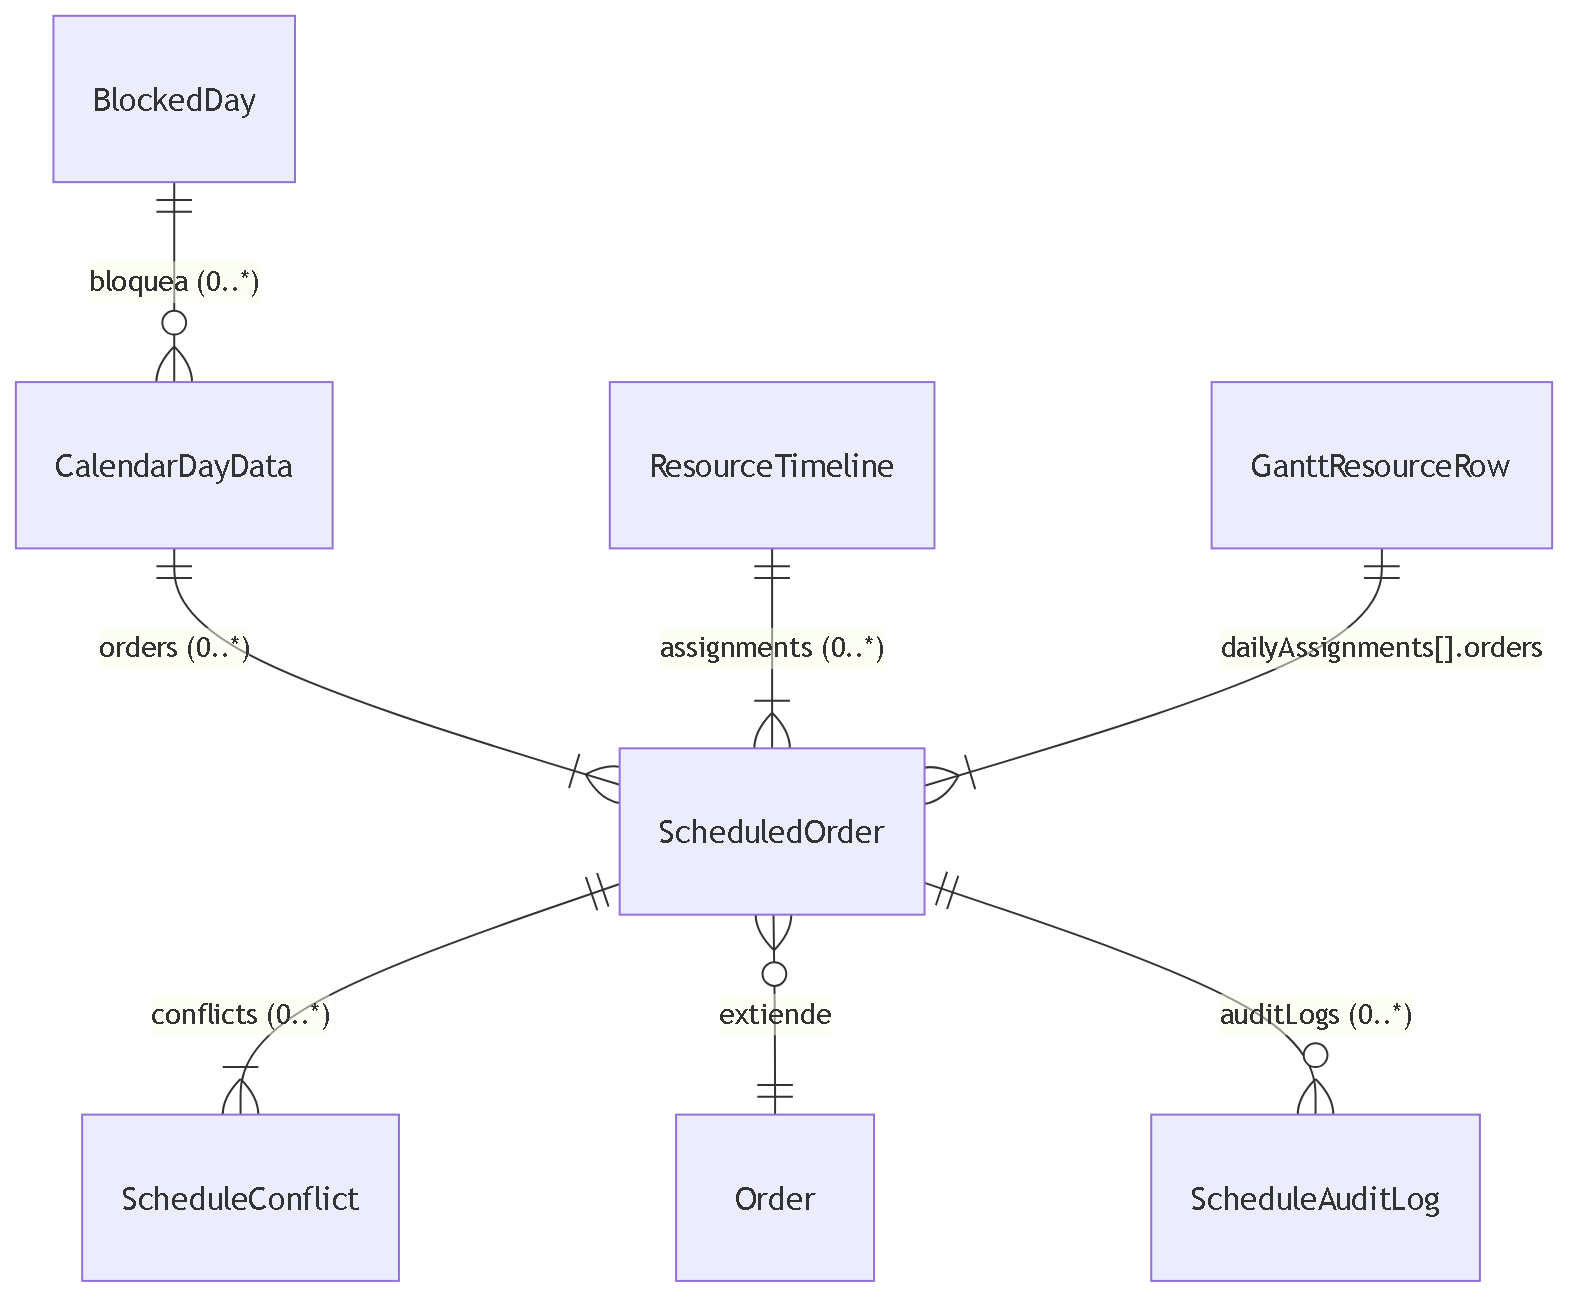 BlockedDay
bloquea (0..*)
CalendarDayData
ResourceTimeline
GanttResourceRow
orders (0..*)
assignments (0..*)
dailyAssignments[].orders
ScheduledOrder
conflicts (0..*)
extiende
auditLogs (0..*)
ScheduleConflict
Order
ScheduleAuditLog